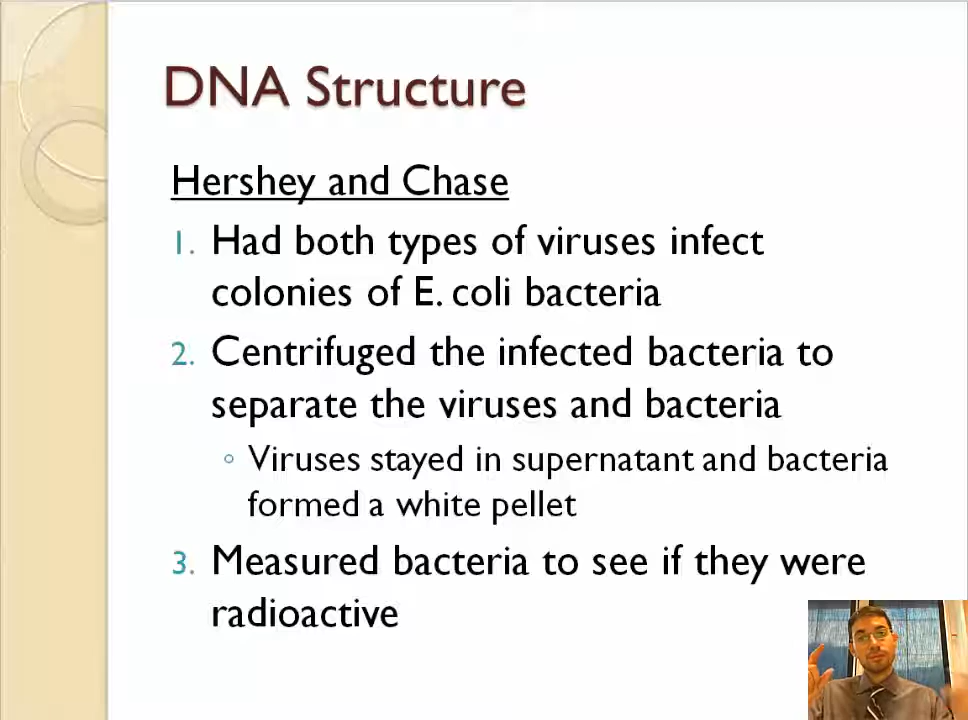 DNA Structure
Hershey and Chase
1. Had both types of viruses infect
colonies of E. coli bacteria
2. Centrifuged the infected bacteria to
separate the viruses and bacteria
◦ Viruses stayed in supernatant and bacteria
formed a white pellet
3. Measured bacteria to see if they were
radioactive